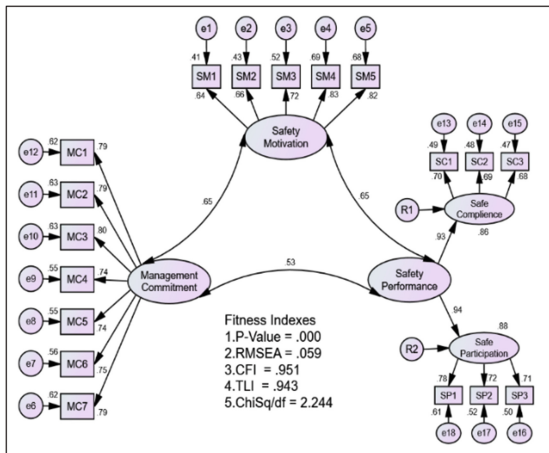 e1 e2 e3 e4 e5
.41 .43 .52 .69 .68
SM1 SM2 SM3 SM4 SM5
.64 .66 .72 .83 .82
Safety
Motivation
e13 e14 e15
.49 .48 .47
SC1 SC2 SC3
.70 .69 .68
R1
Safe
Complience
.86
.93
.65
.65
.53
e12 .62 MC1 .79
e11 .63 MC2 .79
e10 .63 MC3 .80
e9 .55 MC4 .74
e8 .55 MC5 .74
e7 .56 MC6 .75
e6 .62 MC7 .79
Management
Commitment
Safety
Performance
.94
Fitness Indexes
1.P-Value = .000
2.RMSEA = .059
3.CFI = .951
4.TLI = .943
5.ChiSq/df = 2.244
.88
R2
Safe
Participation
.78 .72 .71
SP1 SP2 SP3
.61 .52 .50
e18 e17 e16